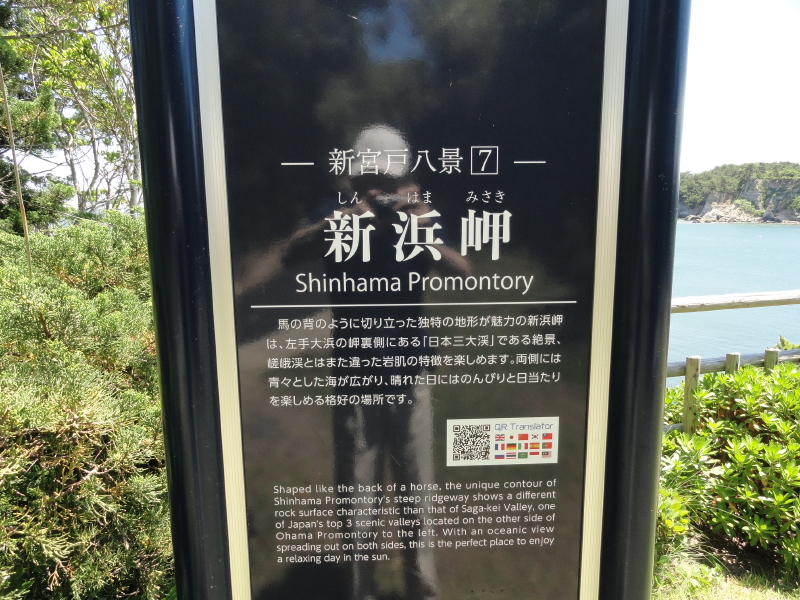 新宮戸八景 7
しん はま みさき
新浜岬
Shinhama Promontory
馬の背のように切り立った独特の地形が魅力の新浜岬
は、左手大浜の岬裏側にある「日本三大渓」である絶景、
嵯峨渓とはまた違った岩肌の特徴を楽しめます。両側には
青々とした海が広がり、晴れた日にはのんびりと日当たり
を楽しめる格好の場所です。
QR Translator
Shaped like the back of a horse, the unique contour of
Shinhama Promontory's steep ridgeway shows a different
rock surface characteristic than that of Saga-kei Valley, one
of Japan's top 3 scenic valleys located on the other side of
Ohama Promontory to the left. With an oceanic view
spreading out on both sides, this is the perfect place to enjoy
a relaxing day in the sun.